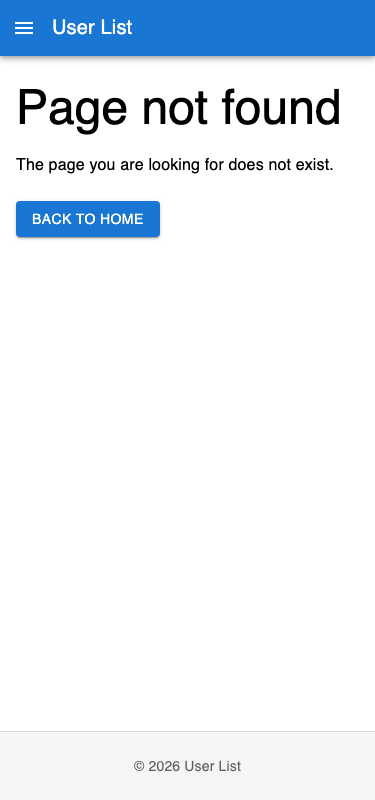 User List
Page not found
The page you are looking for does not exist.
BACK TO HOME
© 2026 User List